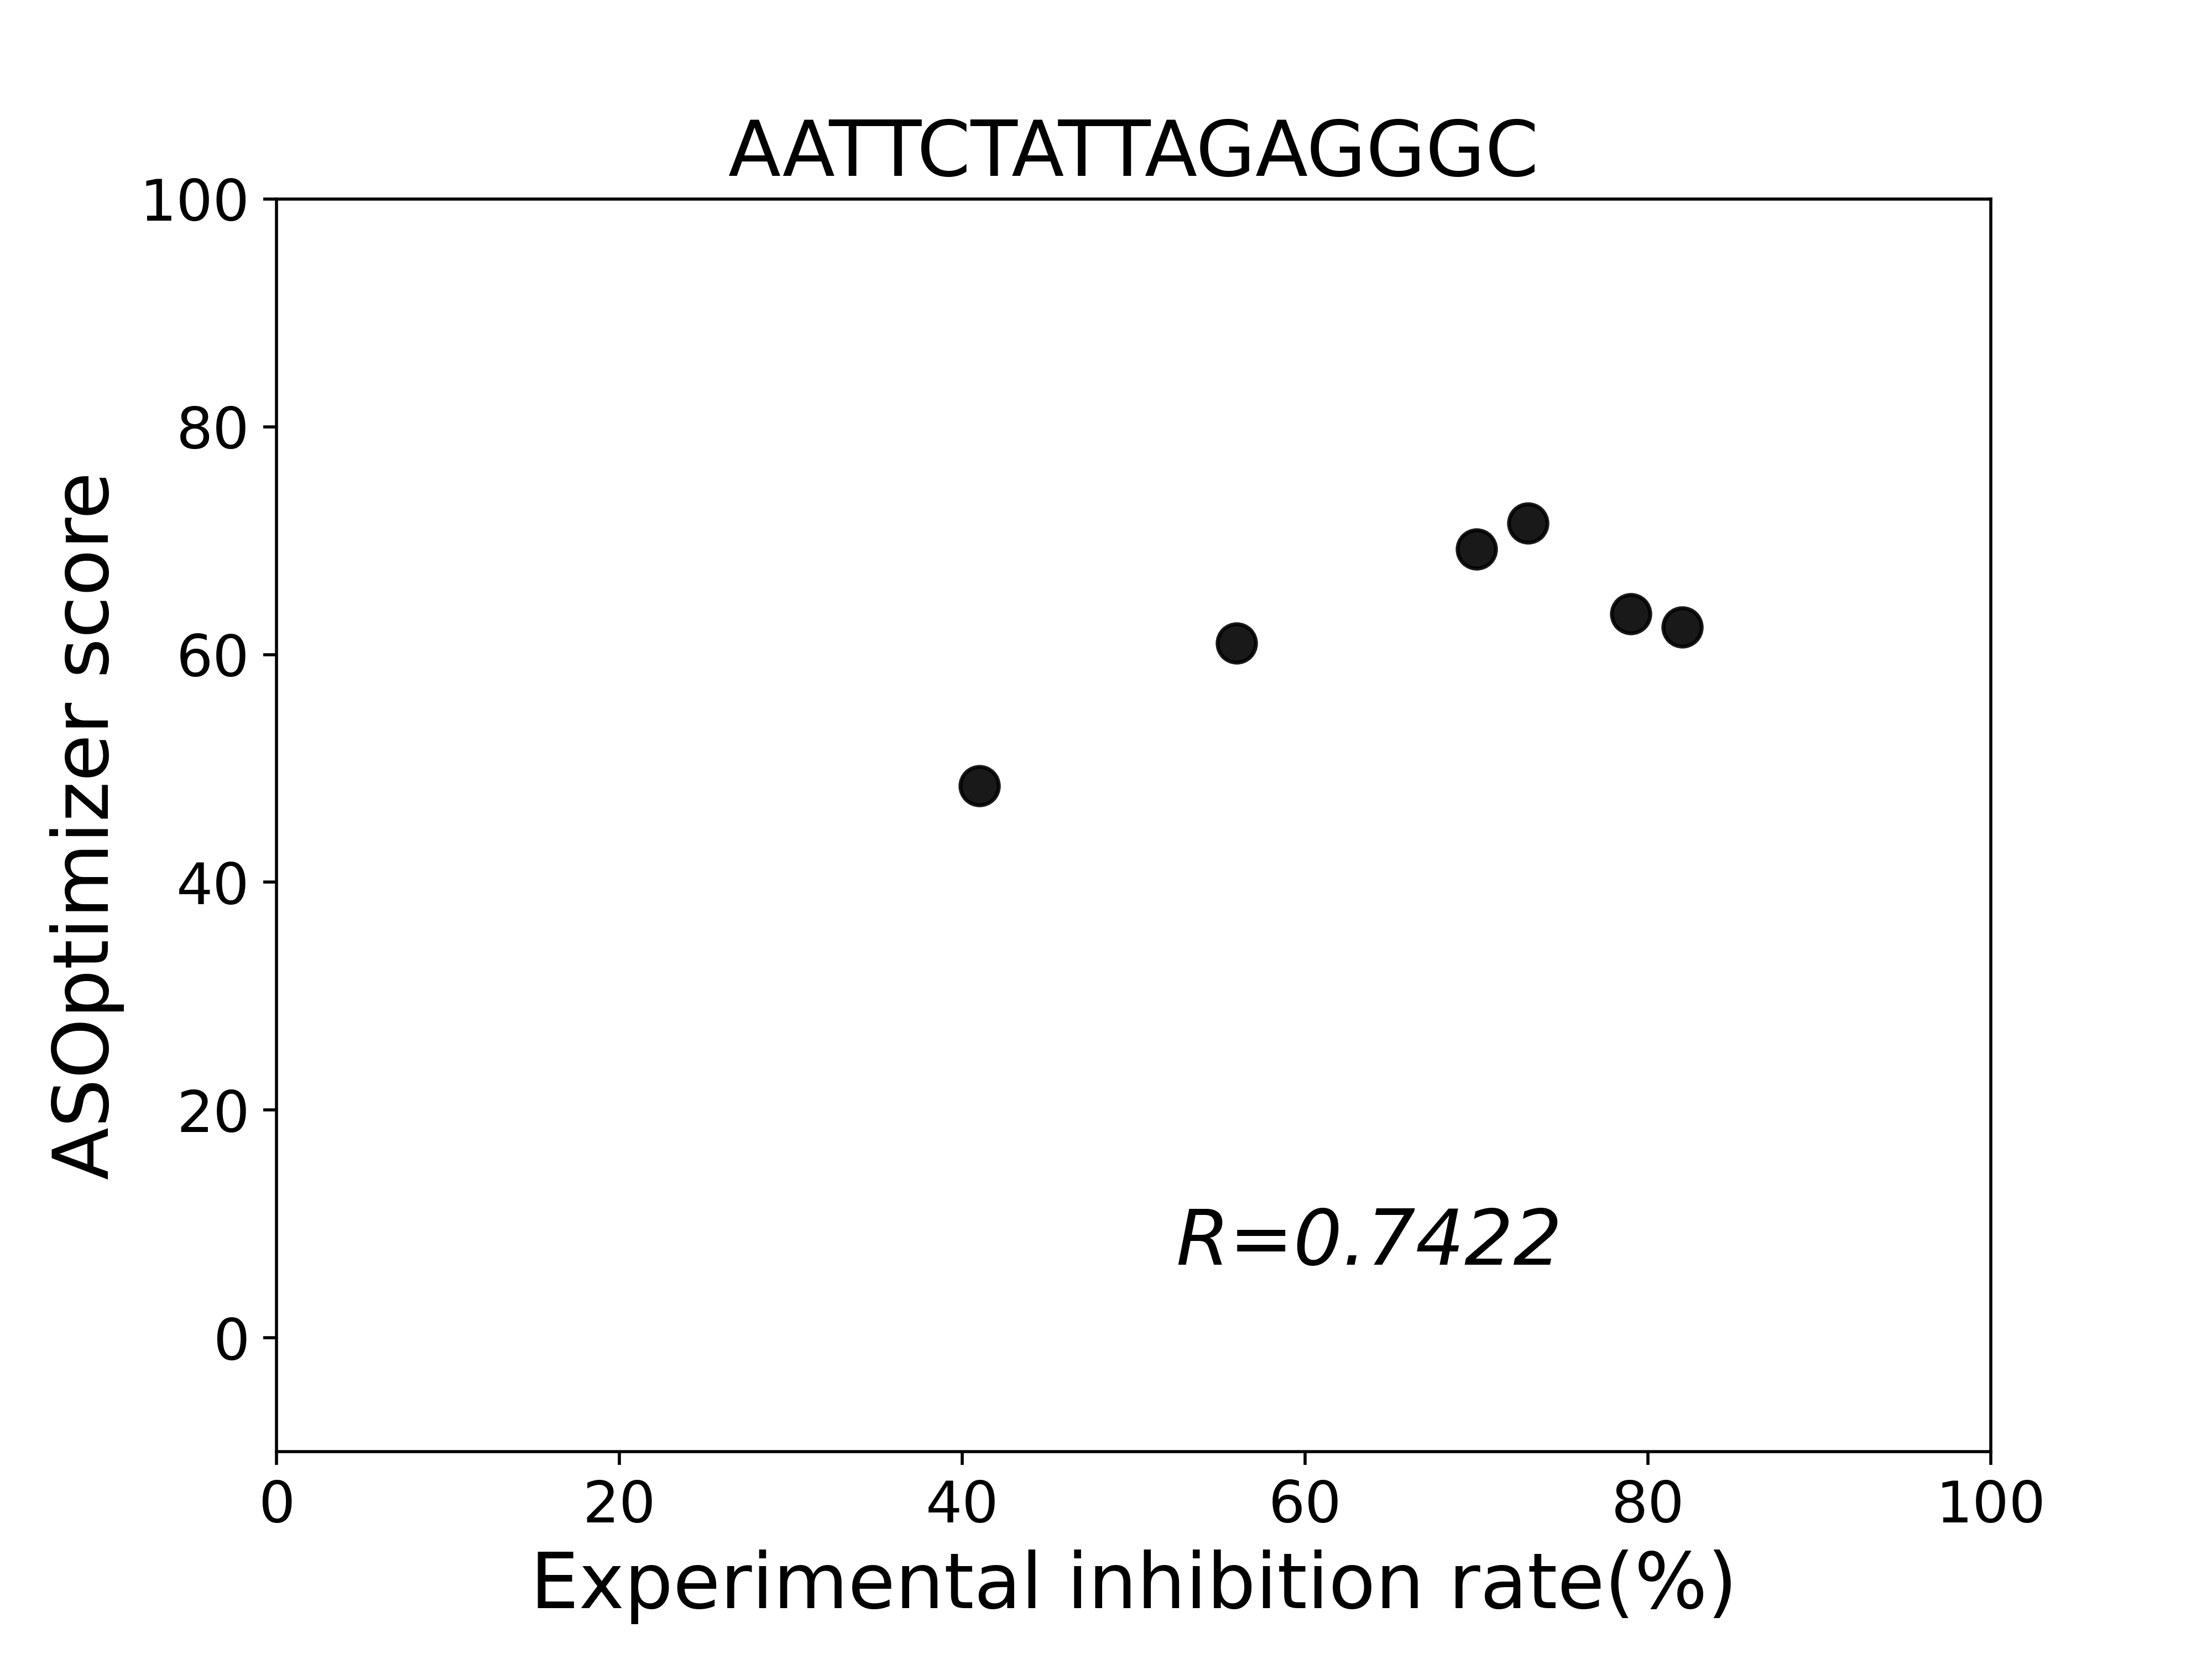 AATTCTATTAGAGGGC
100
80
60
40
20
0
ASOptimizer score
R=0.7422
0 20 40 60 80 100
Experimental inhibition rate(%)